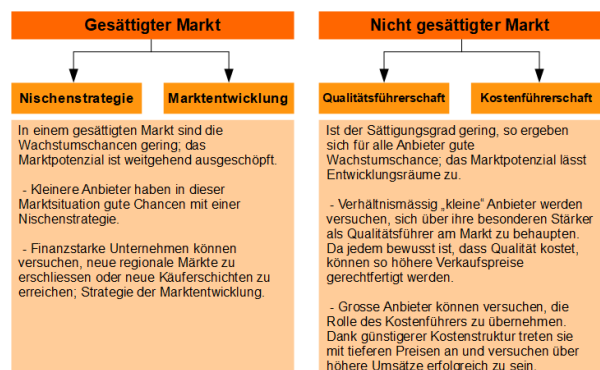 Gesättigter Markt
Nischenstrategie
Marktentwicklung
In einem gesättigten Markt sind die
Wachstumschancen gering; das
Marktpotenzial ist weitgehend ausgeschöpft.
- Kleinere Anbieter haben in dieser
Marktsituation gute Chancen mit einer
Nischenstrategie.
- Finanzstarke Unternehmen können
versuchen, neue regionale Märkte zu
erschliessen oder neue Käuferschichten zu
erreichen; Strategie der Marktentwicklung.
Nicht gesättigter Markt
Qualitätsführerschaft
Kostenführerschaft
Ist der Sättigungsgrad gering, so ergeben
sich für alle Anbieter gute
Wachstumschance; das Marktpotenzial lässt
Entwicklungsräume zu.
- Verhältnismässig „kleine" Anbieter werden
versuchen, sich über ihre besonderen Stärker
als Qualitätsführer am Markt zu behaupten.
Da jedem bewusst ist, dass Qualität kostet,
können so höhere Verkaufspreise
gerechtfertigt werden.
- Grosse Anbieter können versuchen, die
Rolle des Kostenführers zu übernehmen.
Dank günstigerer Kostenstruktur treten sie
mit tieferen Preisen an und versuchen über
höhere Umsätze erfolgreich zu sein.